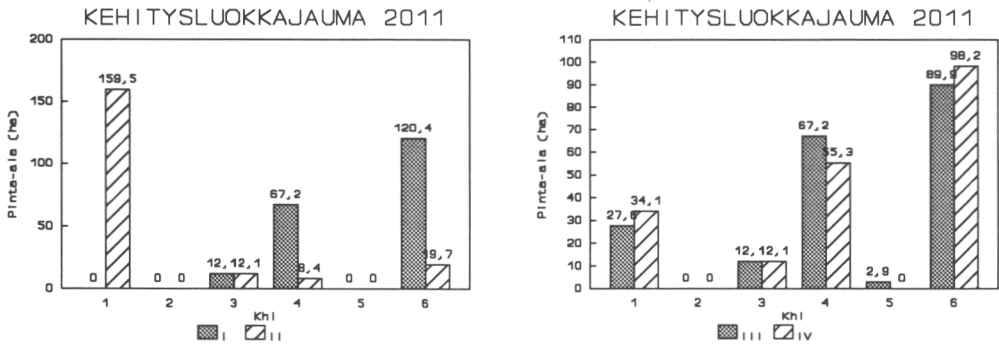 KEHITYSLUOKKAJAUMA 2011
Pinta-ala (ha)
200
150
100
50
0
0 159,5
0 0
12,1 12,1
67,2 8,4
0 0
120,4 19,7
1 2 3 4 5 6
Khl
I II
KEHITYSLUOKKAJAUMA 2011
Pinta-ala (ha)
110
100
90
80
70
60
50
40
30
20
10
0
34,1
0 0
12,1 12,1
67,2 55,3
2,9 0
89,9 98,2
1 2 3 4 5 6
Khl
III IV